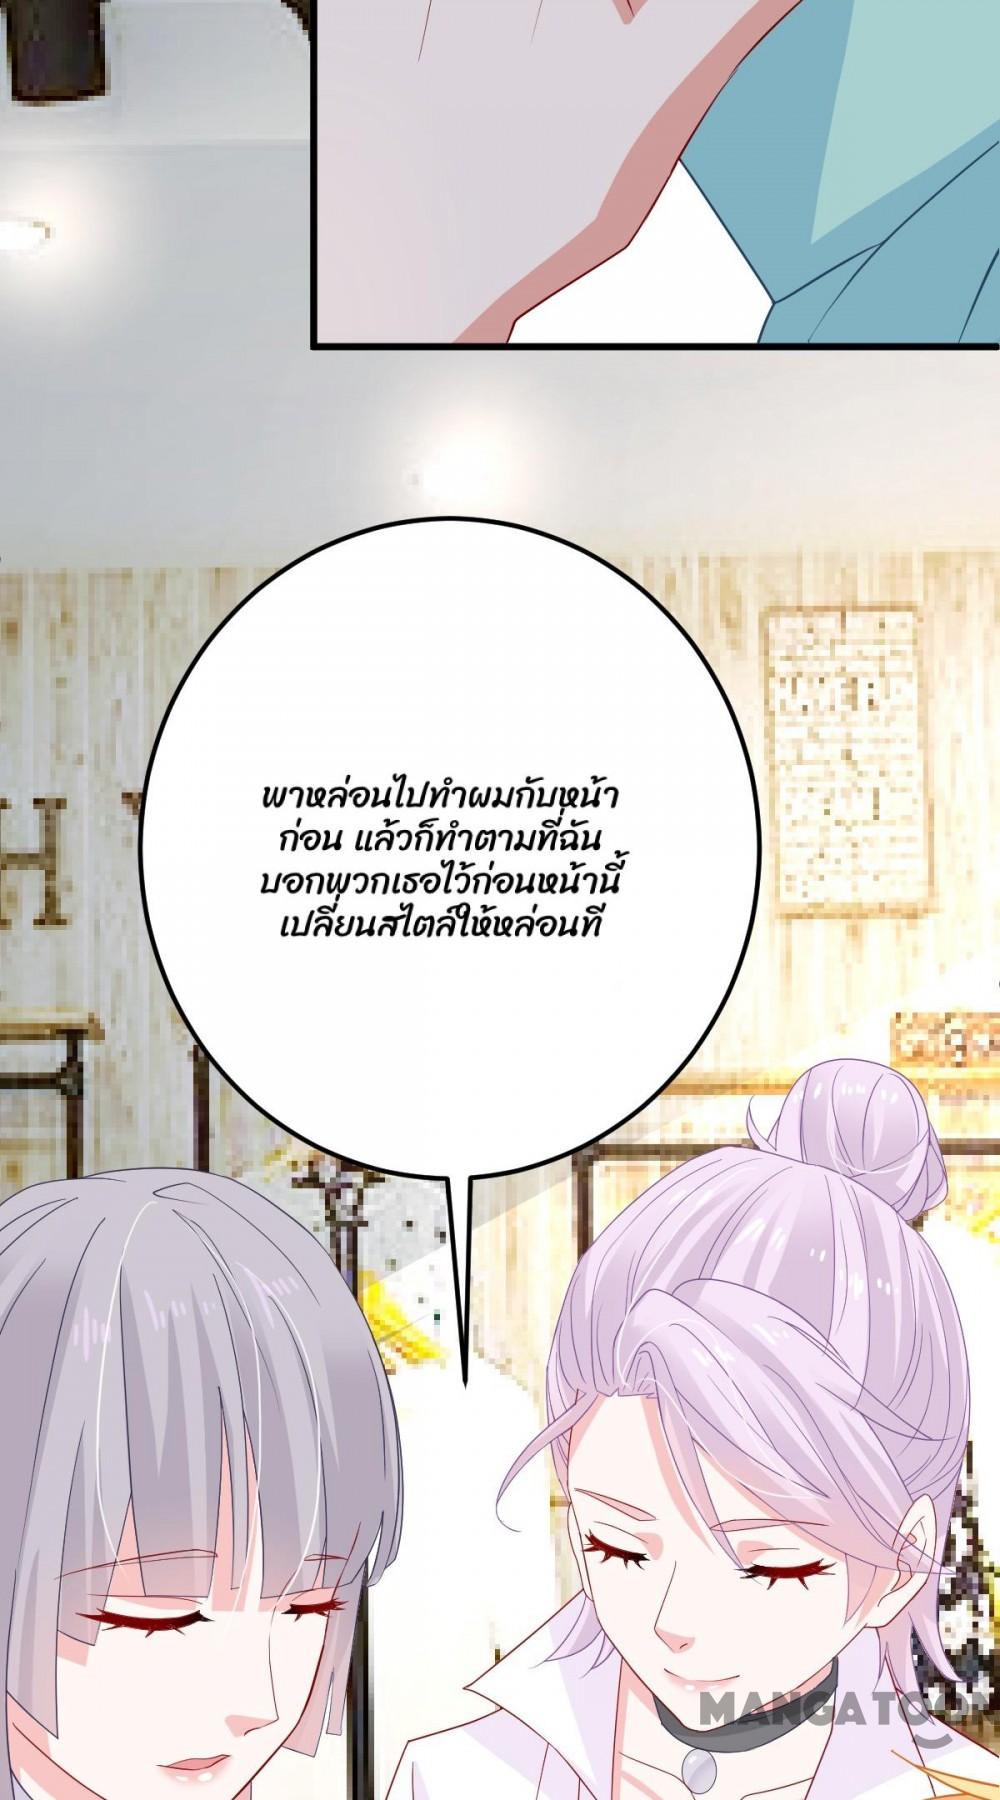 พาหล่อนไปทำผมกับหน้า
ก่อน แล้วก็ทำตามที่ฉัน
บอกพวกเธอไว้ก่อนหน้านี้
เปลี่ยนสไตล์ให้หล่อนที
MANGATOON